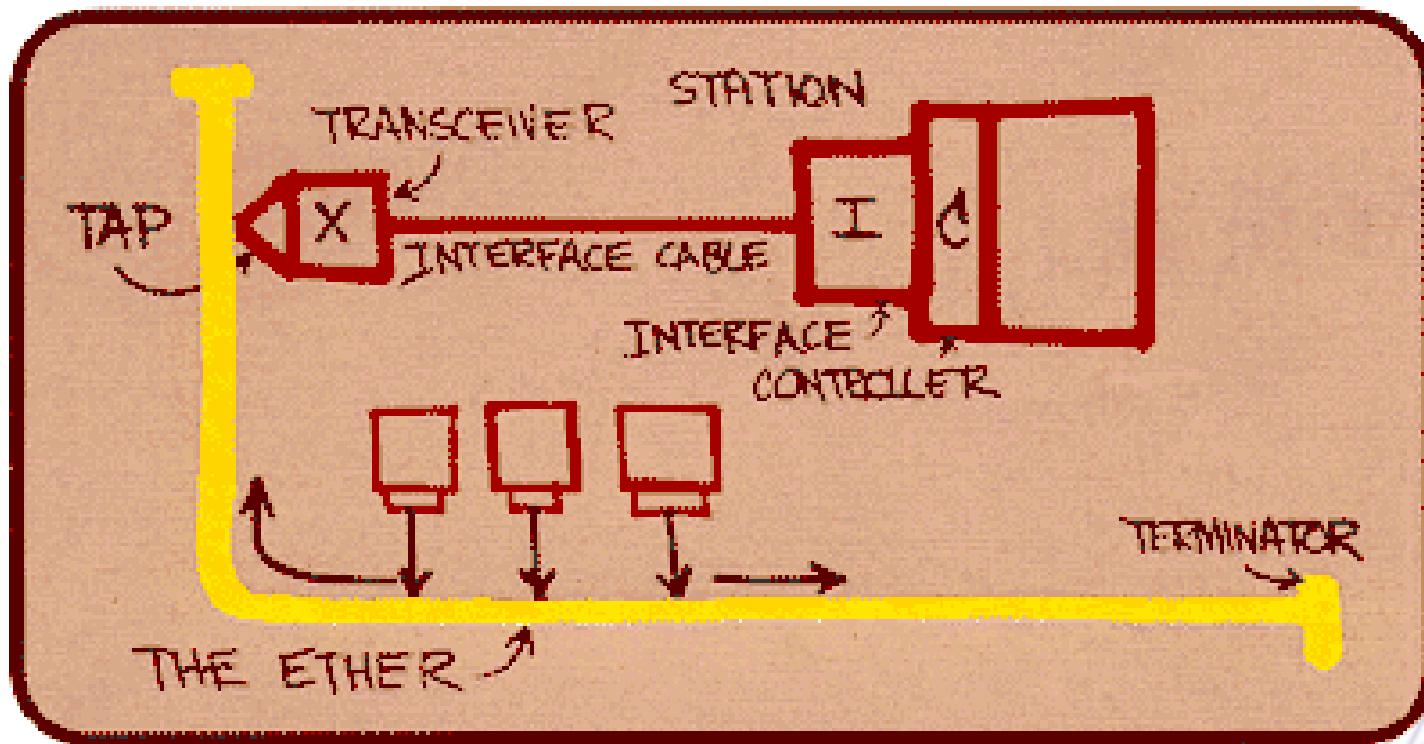 STATION
TRANSCEIVER
TAP
X
I
C
INTERFACE CABLE
INTERFACE
CONTROLLER
TERMINATOR
THE ETHER